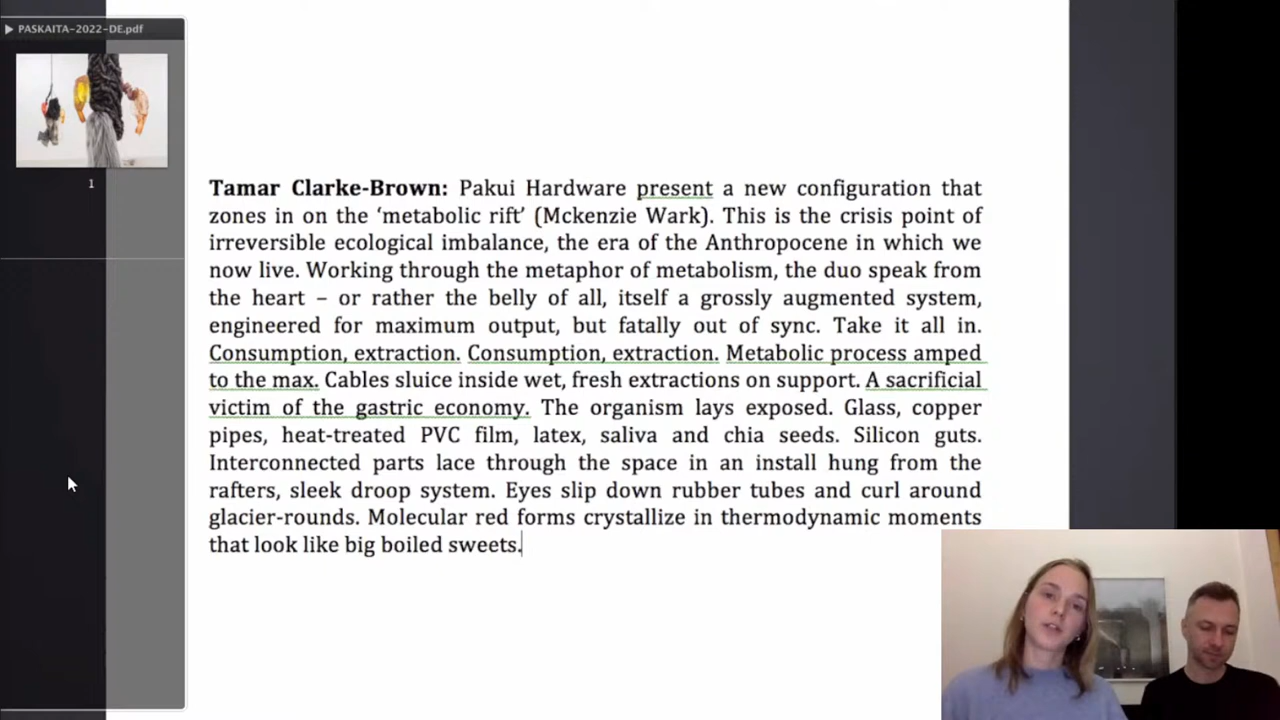 PASKAITA-2022-DE.pdf
1
Tamar Clarke-Brown: Pakui Hardware present a new configuration that
zones in on the ‘metabolic rift’ (Mckenzie Wark). This is the crisis point of
irreversible ecological imbalance, the era of the Anthropocene in which we
now live. Working through the metaphor of metabolism, the duo speak from
the heart – or rather the belly of all, itself a grossly augmented system,
engineered for maximum output, but fatally out of sync. Take it all in.
Consumption, extraction. Consumption, extraction. Metabolic process amped
to the max. Cables sluice inside wet, fresh extractions on support. A sacrificial
victim of the gastric economy. The organism lays exposed. Glass, copper
pipes, heat-treated PVC film, latex, saliva and chia seeds. Silicon guts.
Interconnected parts lace through the space in an install hung from the
rafters, sleek droop system. Eyes slip down rubber tubes and curl around
glacier-rounds. Molecular red forms crystallize in thermodynamic moments
that look like big boiled sweets.